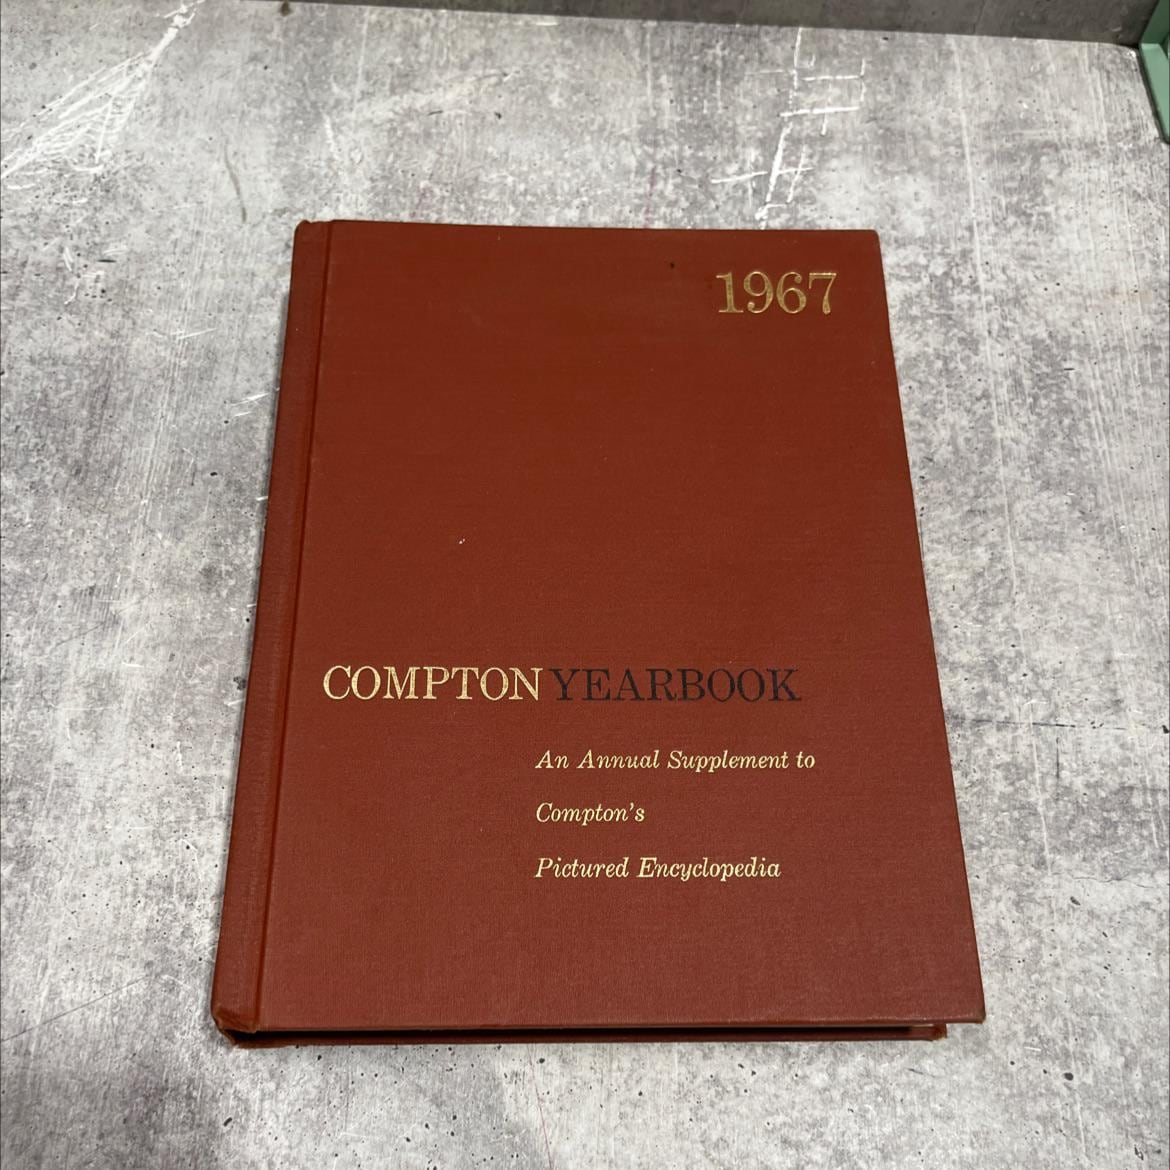 1967
COMPTON YEARBOOK
An Annual Supplement to
Compton's
Pictured Encyclopedia